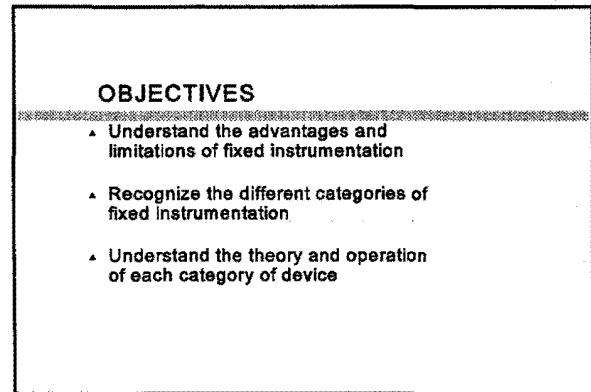 OBJECTIVES
▴ Understand the advantages and
limitations of fixed instrumentation
▴ Recognize the different categories of
fixed instrumentation
▴ Understand the theory and operation
of each category of device